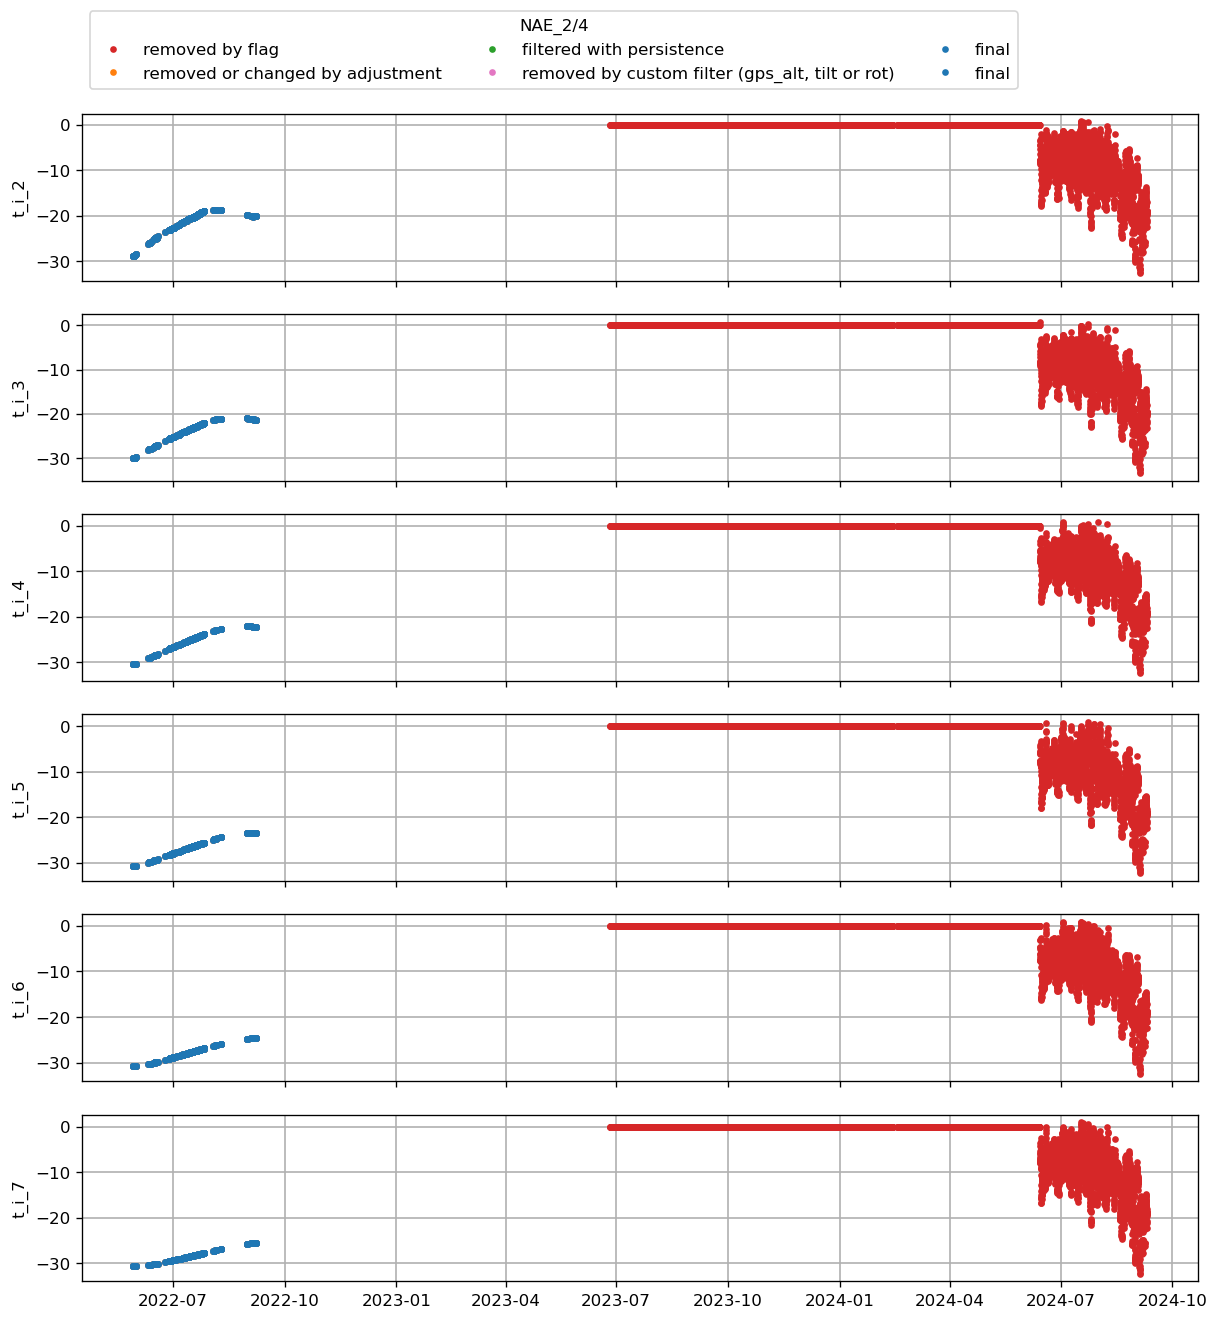 NAE_2/4
removed by flag
removed or changed by adjustment
filtered with persistence
removed by custom filter (gps_alt, tilt or rot)
final
final
0
−10
−20
−30
t_i_2
0
−10
−20
−30
t_i_3
0
−10
−20
−30
t_i_4
0
−10
−20
−30
t_i_5
0
−10
−20
−30
t_i_6
0
−10
−20
−30
t_i_7
2022-07 2022-10 2023-01 2023-04 2023-07 2023-10 2024-01 2024-04 2024-07 2024-10